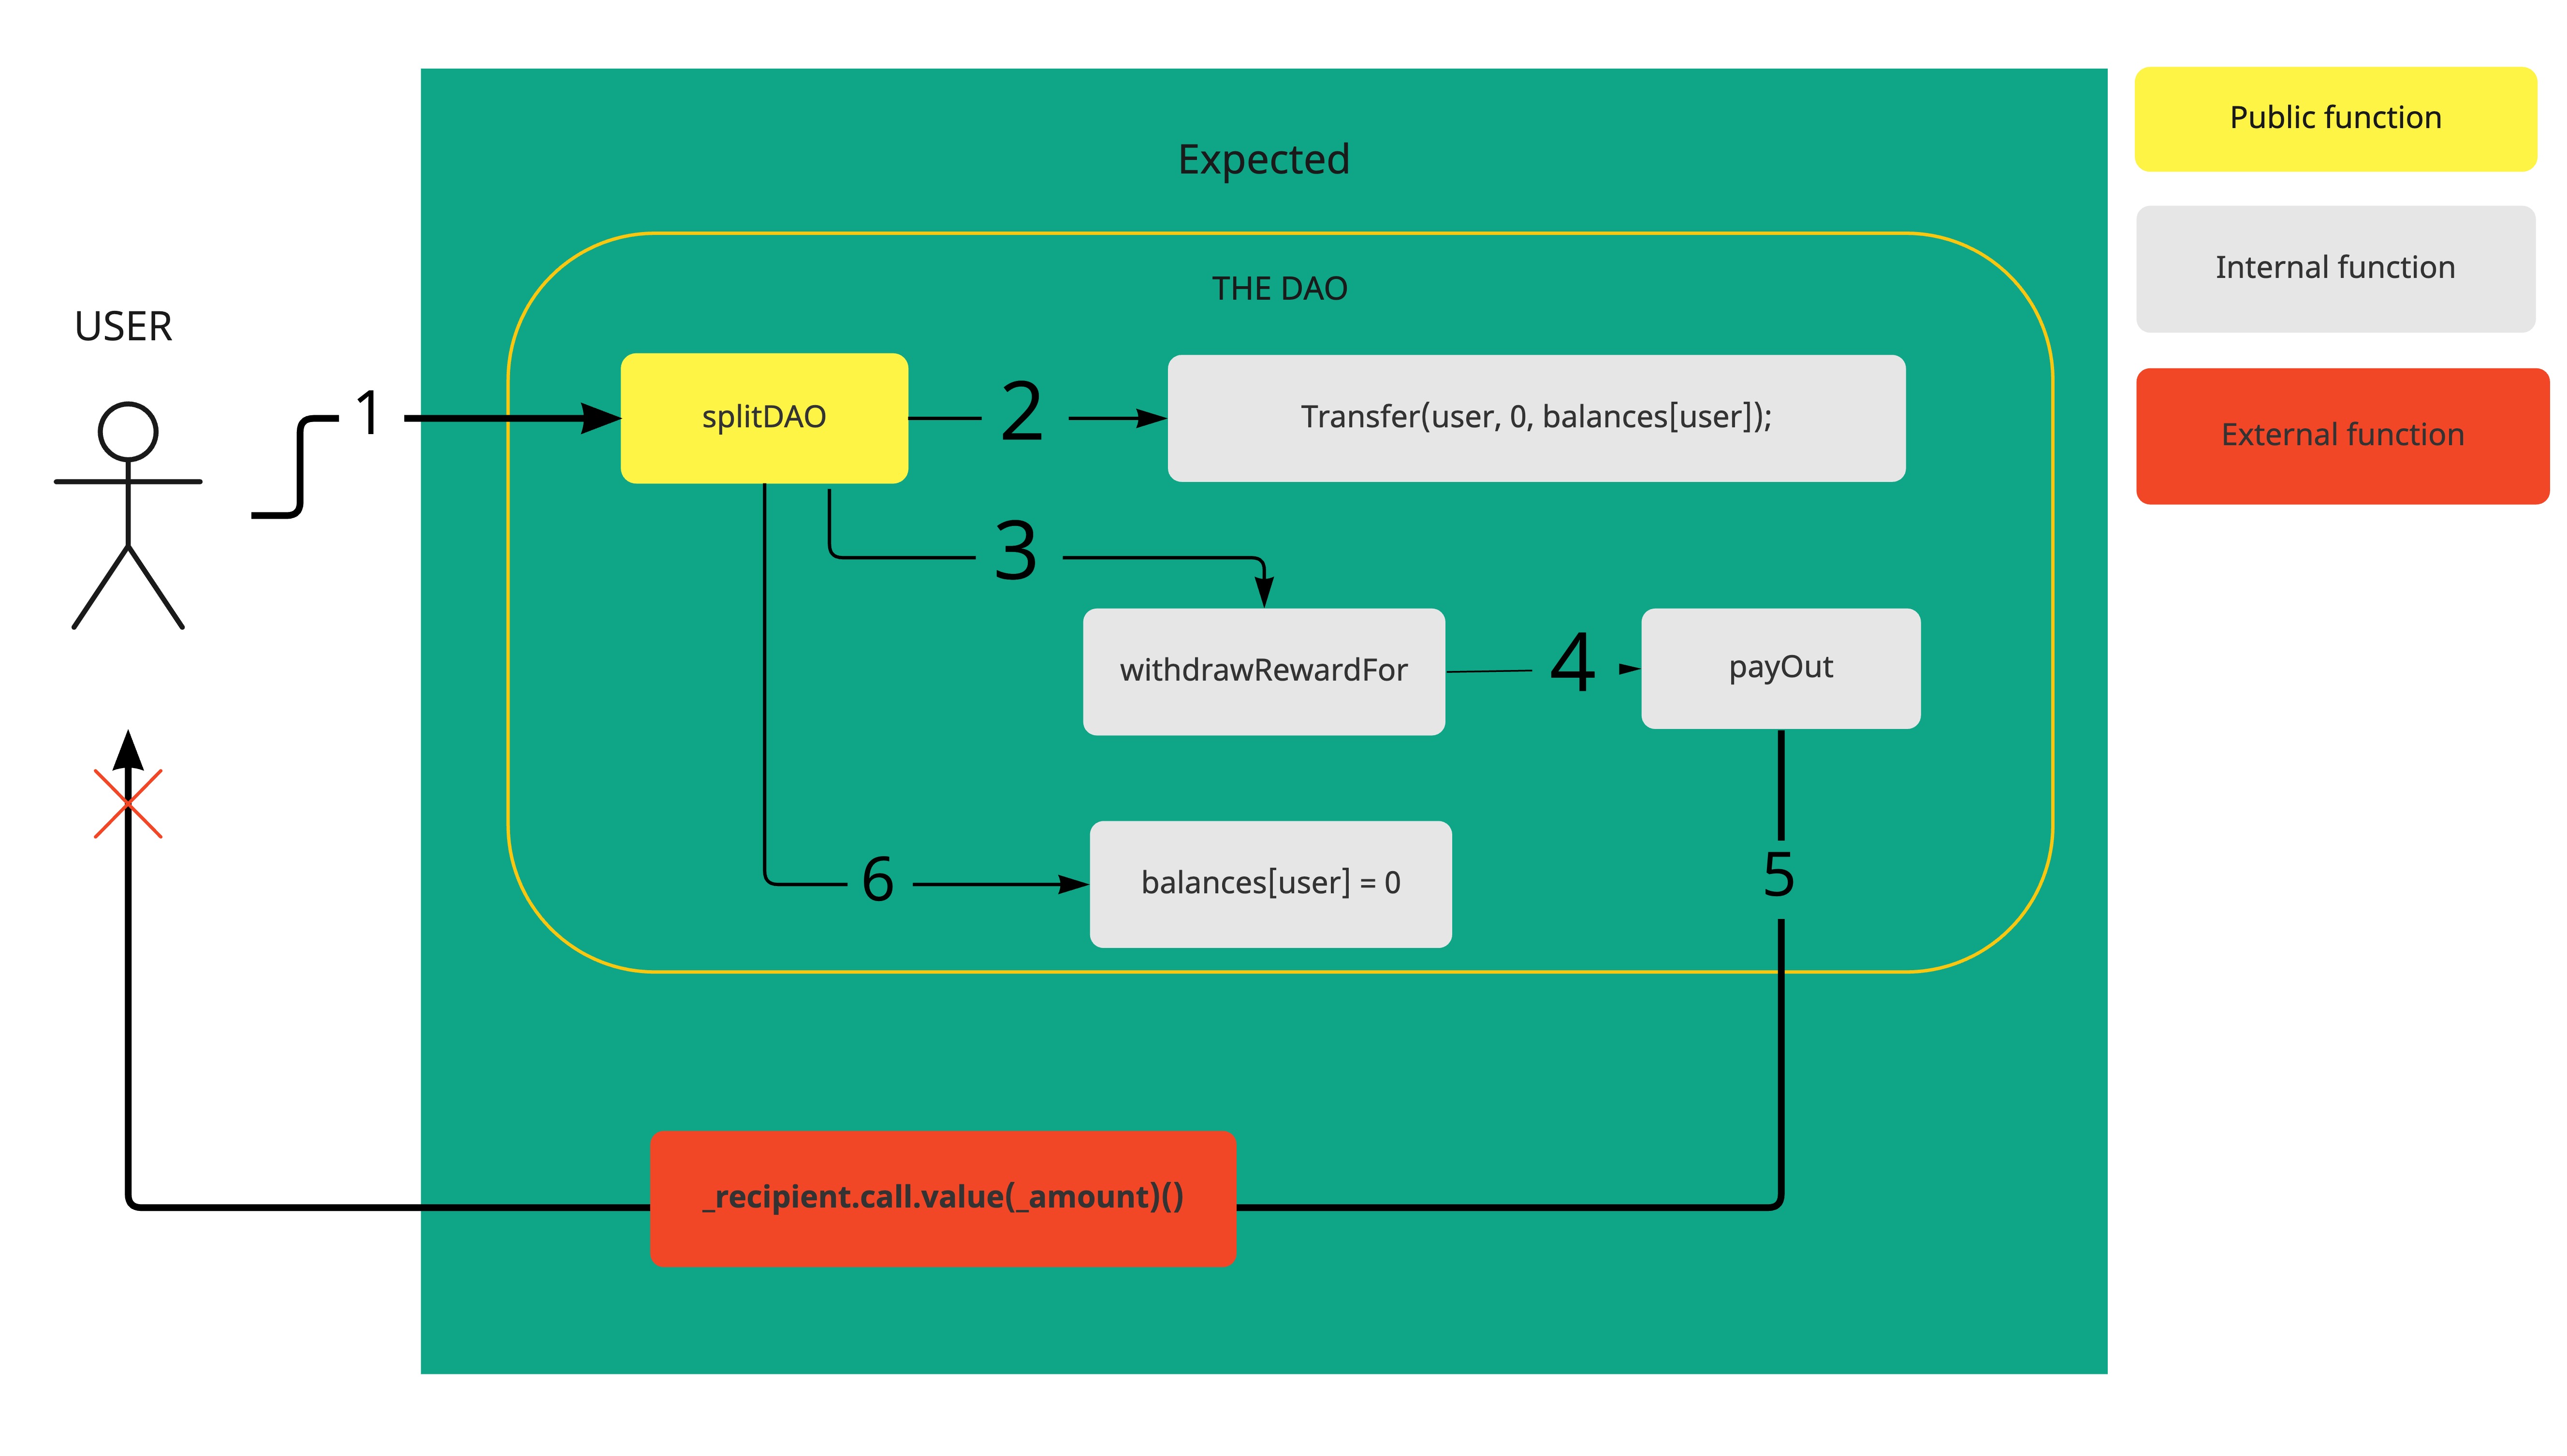 Expected
THE DAO
USER
1
splitDAO
2
Transfer(user, 0, balances[user]);
3
withdrawRewardFor
4
payOut
6
balances[user] = 0
5
_recipient.call.value(_amount)()
Public function
Internal function
External function